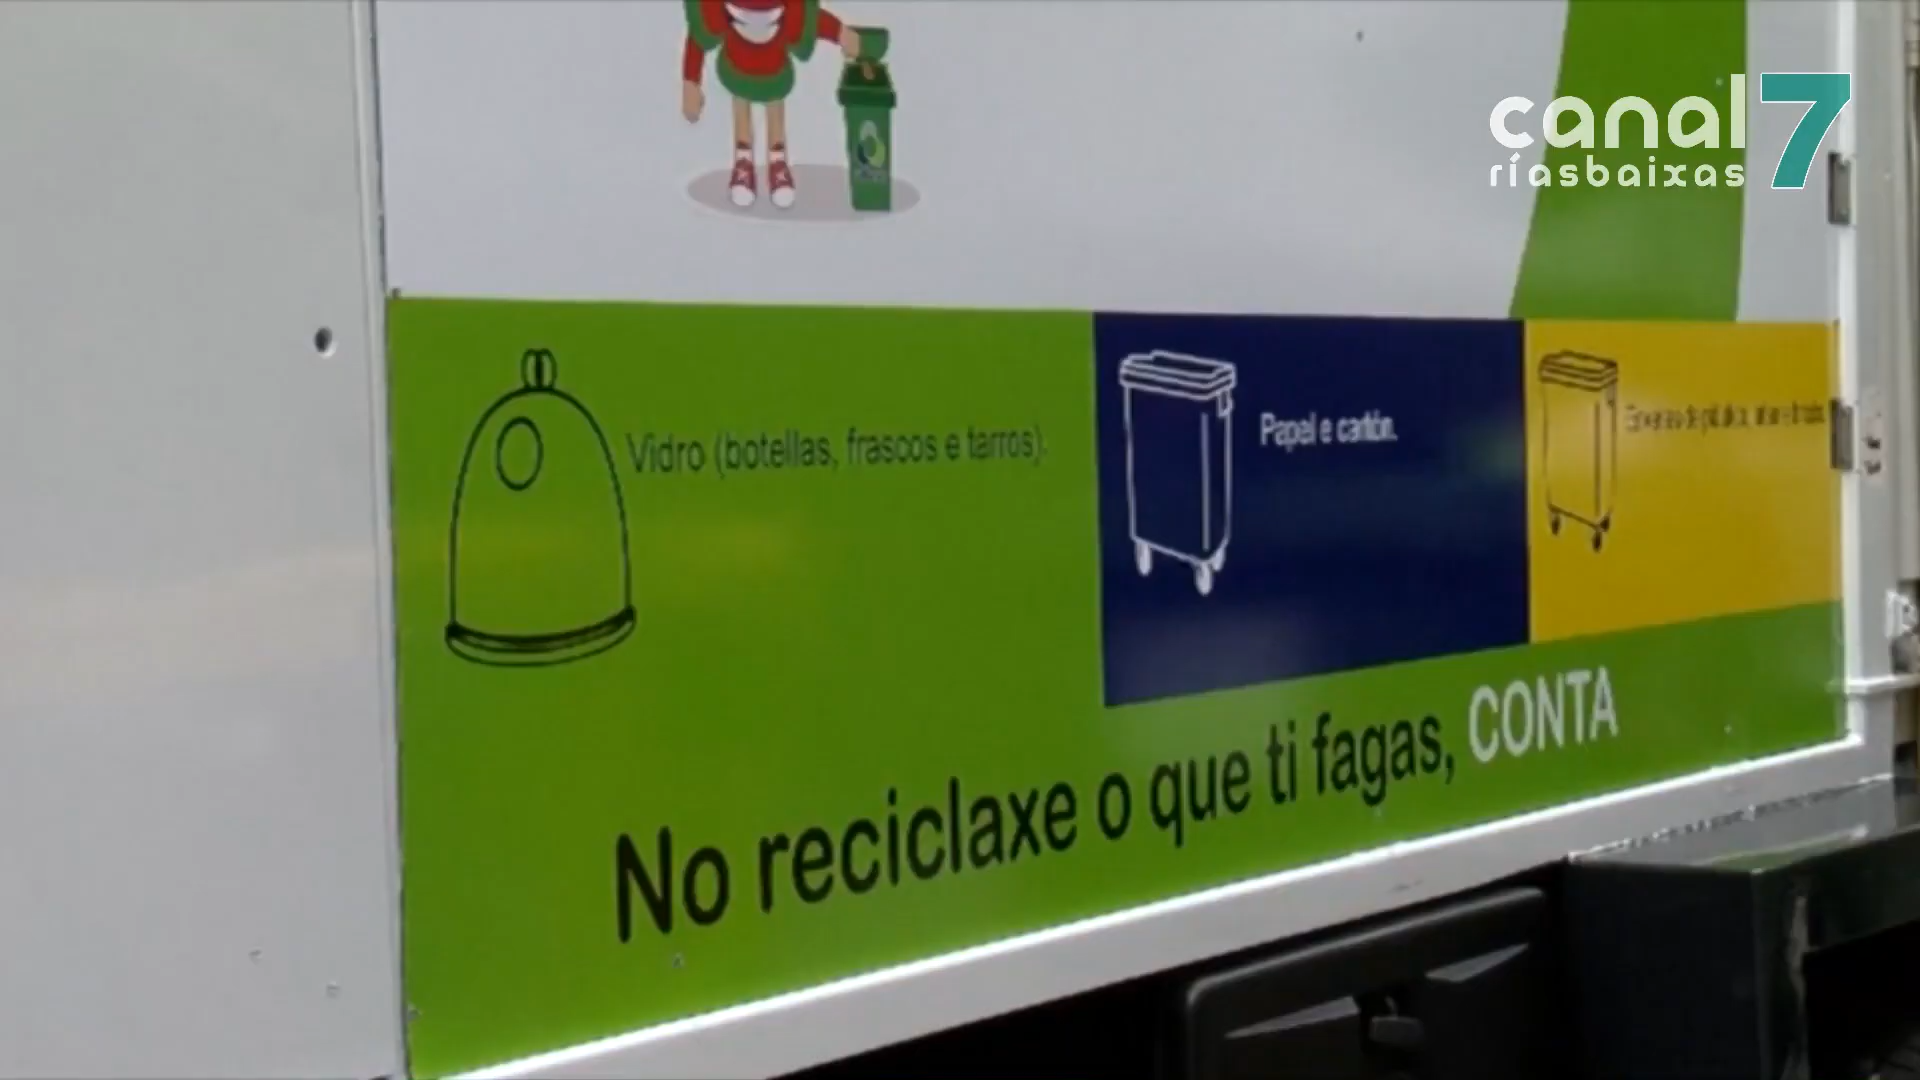 canal 7
ríasbaixas
Vidro (botellas, frascos e tarros).
Papel e cartón.
No reciclaxe o que ti fagas, CONTA